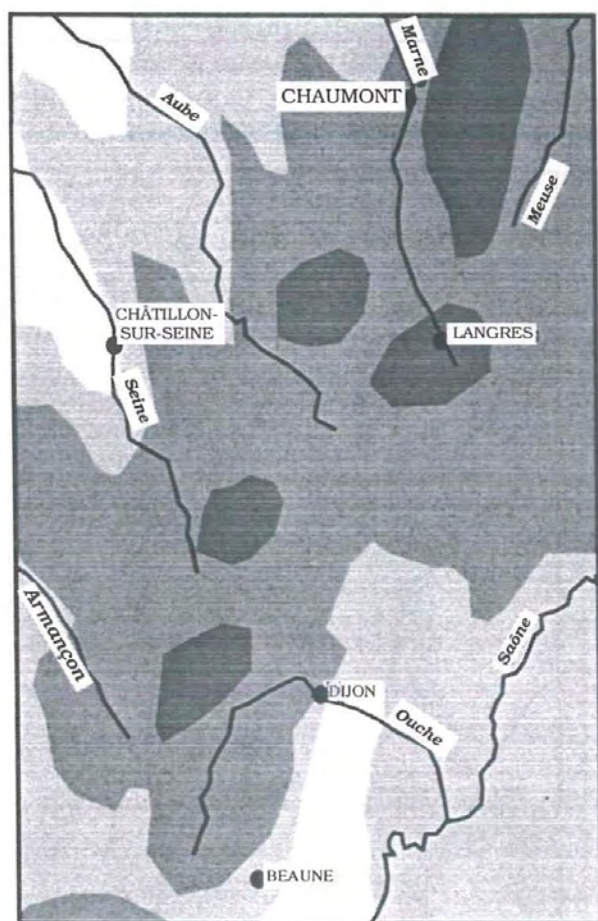 Marne
Aube
CHAUMONT
Meuse
CHÂTILLON-
SUR-SEINE
LANGRES
Seine
Armançon
Saône
DIJON
Ouche
BEAUNE